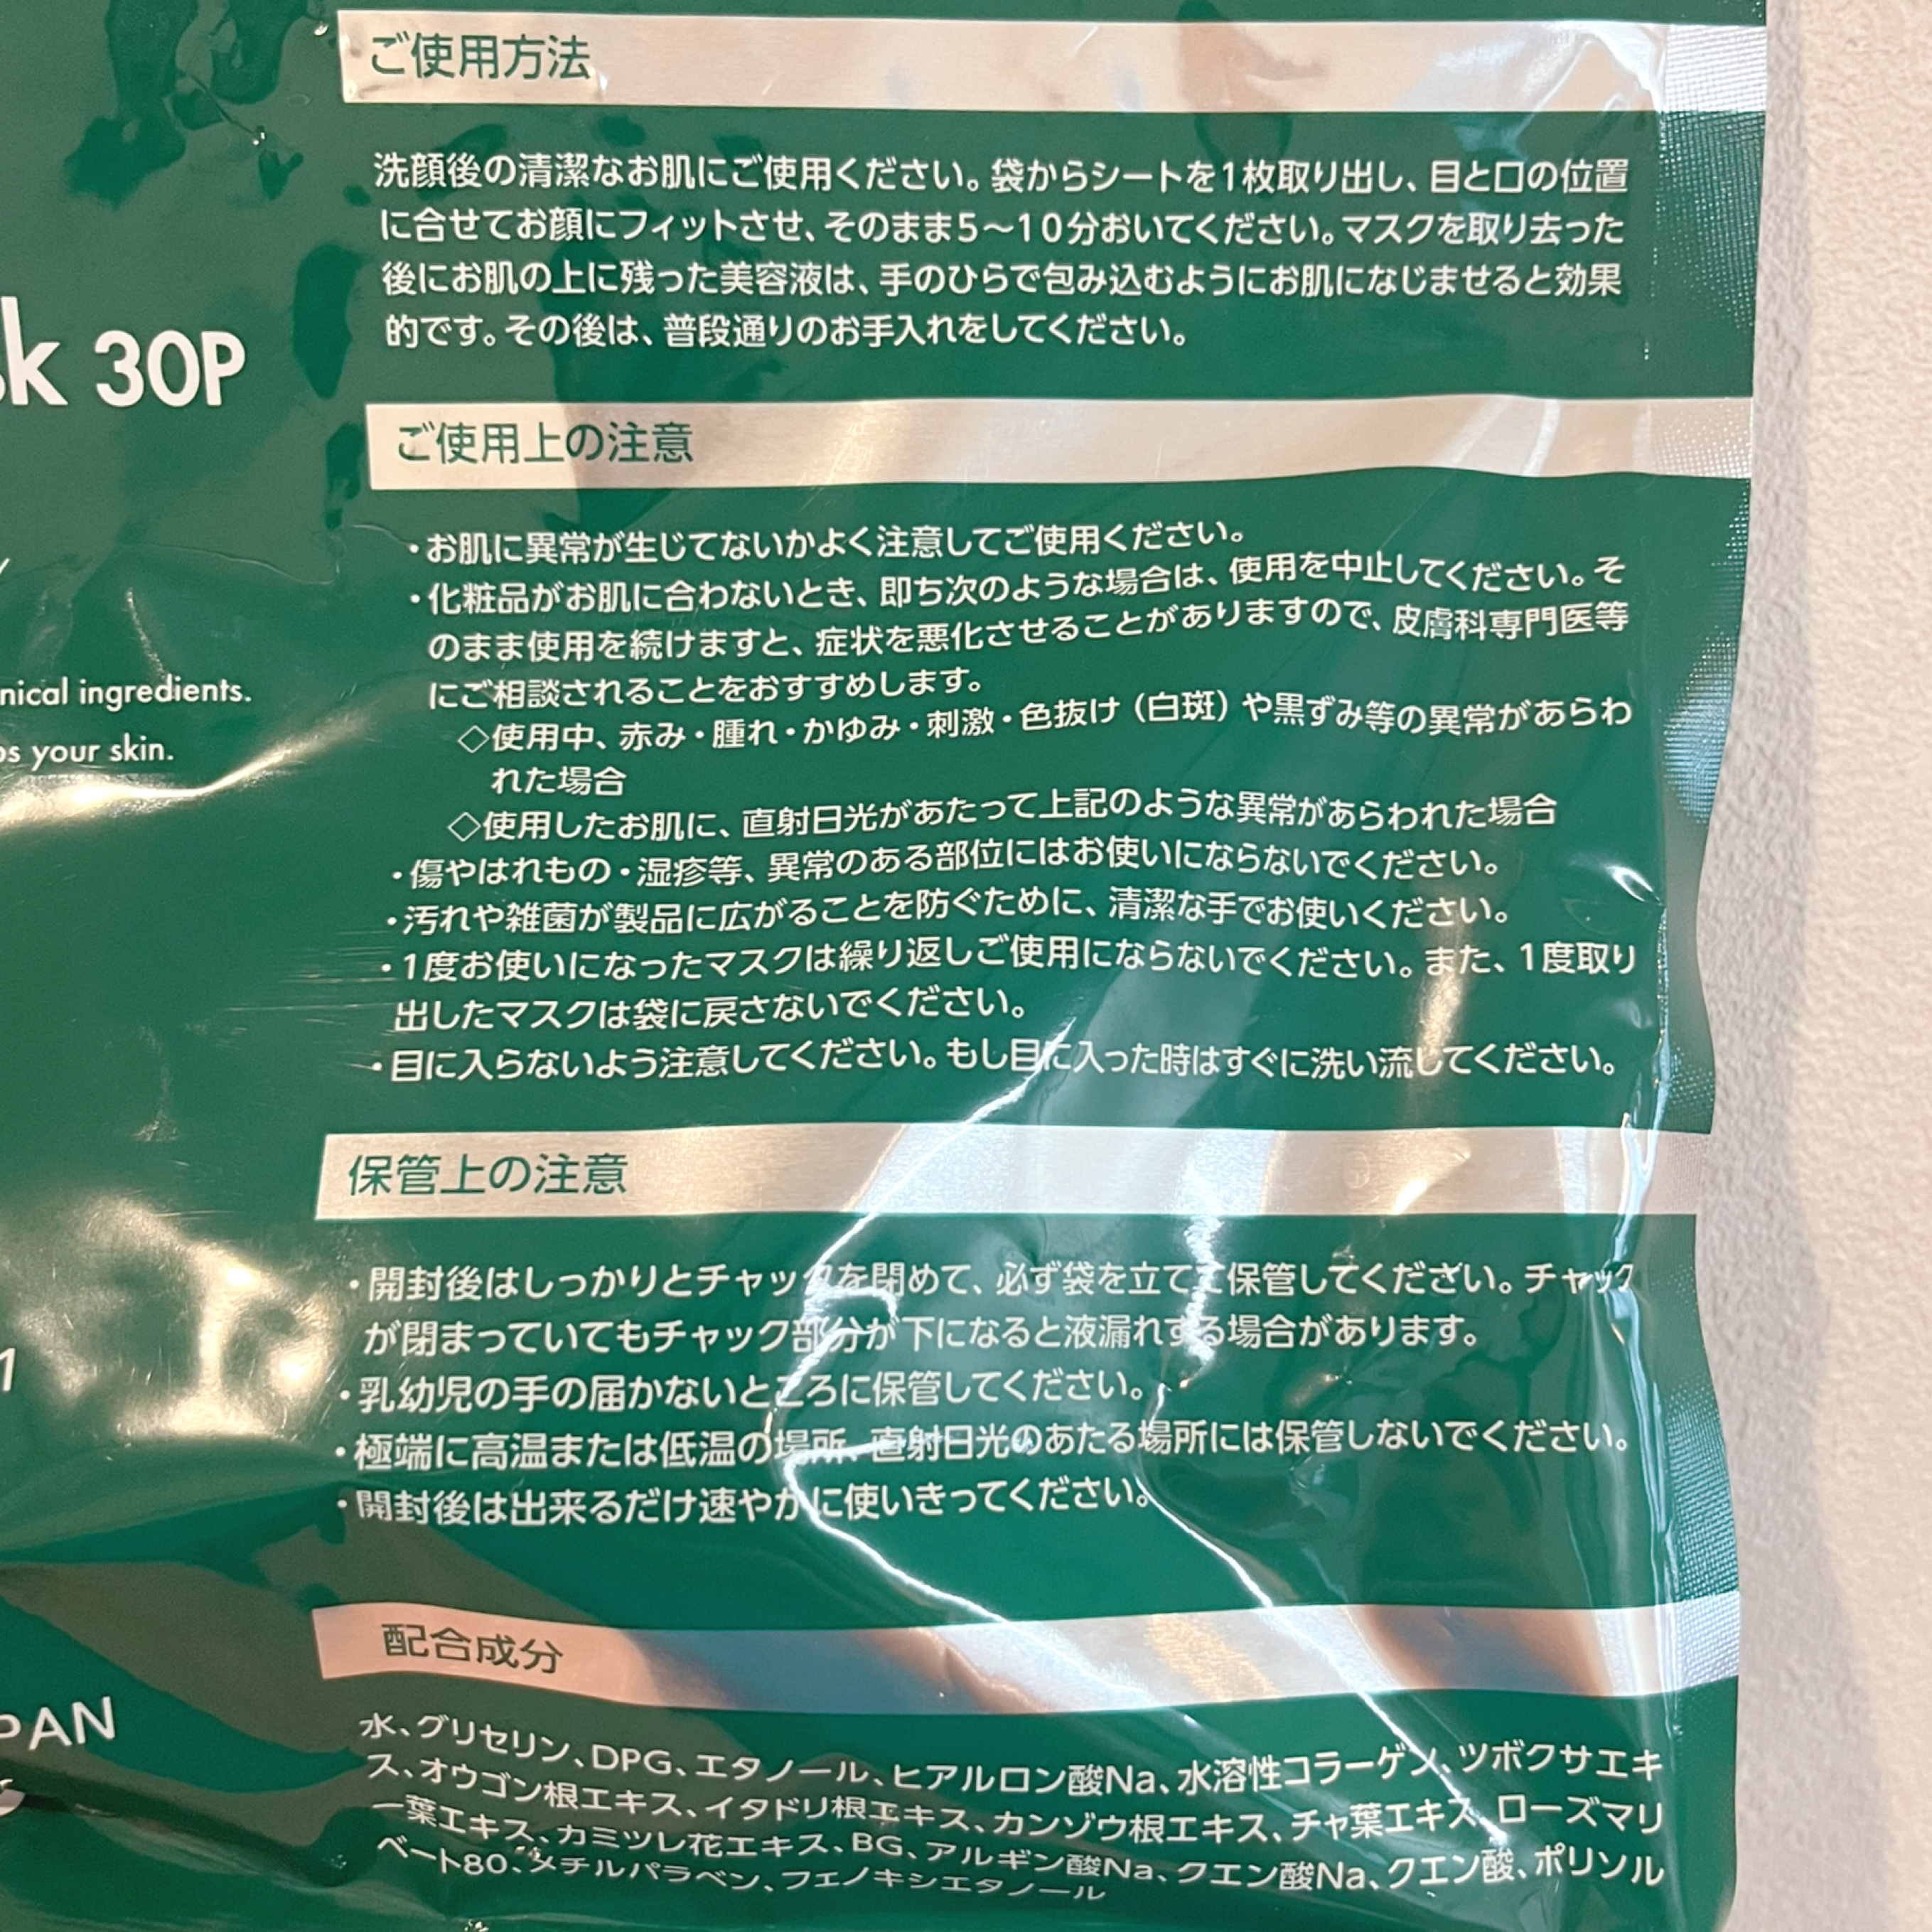 ご使用方法
洗顔後の清潔なお肌にご使用ください。袋からシートを1枚取り出し、目と口の位置
に合せてお顔にフィットさせ、そのまま5～10分おいてください。マスクを取り去った
後にお肌の上に残った美容液は、手のひらで包み込むようにお肌になじませると効果
的です。その後は、普段通りのお手入れをしてください。
k 30P
ご使用上の注意
・お肌に異常が生じてないかよく注意してご使用ください。
・化粧品がお肌に合わないとき、即ち次のような場合は、使用を中止してください。そ
のまま使用を続けますと、症状を悪化させることがありますので、皮膚科専門医等
にご相談されることをおすすめします。
◇使用中、赤み・腫れ・かゆみ・刺激・色抜け（白斑）や黒ずみ等の異常があらわ
れた場合
◇使用したお肌に、直射日光があたって上記のような異常があらわれた場合
・傷やはれもの・湿疹等、異常のある部位にはお使いにならないでください。
・汚れや雑菌が製品に広がることを防ぐために、清潔な手でお使いください。
・1度お使いになったマスクは繰り返しご使用にならないでください。また、1度取り
出したマスクは袋に戻さないでください。
・目に入らないよう注意してください。もし目に入った時はすぐに洗い流してください。
nical ingredients.
ps your skin.
保管上の注意
・開封後はしっかりとチャックを閉めて、必ず袋を立てて保管してください。チャック
が閉まっていてもチャック部分が下になると液漏れする場合があります。
・乳幼児の手の届かないところに保管してください。
・極端に高温または低温の場所、直射日光のあたる場所には保管しないでください。
・開封後は出来るだけ速やかに使いきってください。
1
PAN
配合成分
水、グリセリン、DPG、エタノール、ヒアルロン酸Na、水溶性コラーゲン、ツボクサエキ
ス、オウゴン根エキス、イタドリ根エキス、カンゾウ根エキス、チャ葉エキス、ローズマリ
ー葉エキス、カミツレ花エキス、BG、アルギン酸Na、クエン酸Na、クエン酸、ポリソル
ベート80、メチルパラベン、フェノキシエタノール